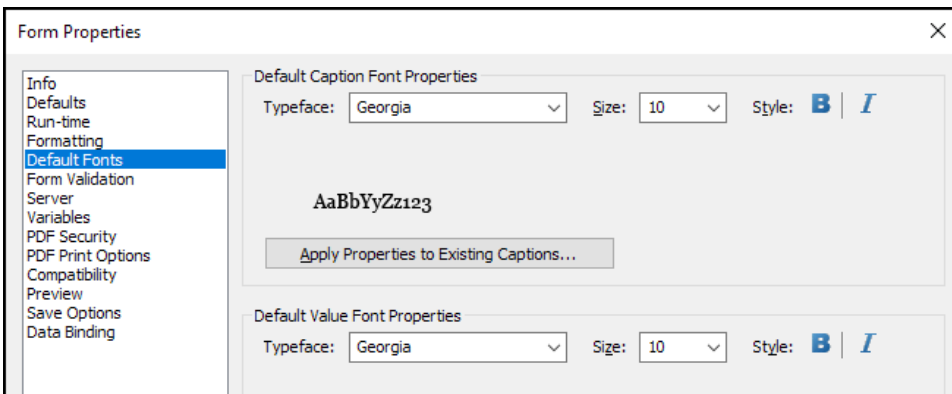 Form Properties
Info
Defaults
Run-time
Formatting
Default Fonts
Form Validation
Server
Variables
PDF Security
PDF Print Options
Compatibility
Preview
Save Options
Data Binding
Default Caption Font Properties
Typeface: Georgia Size: 10 Style: B I
AaBbYyZz123
Apply Properties to Existing Captions...
Default Value Font Properties
Typeface: Georgia Size: 10 Style: B I